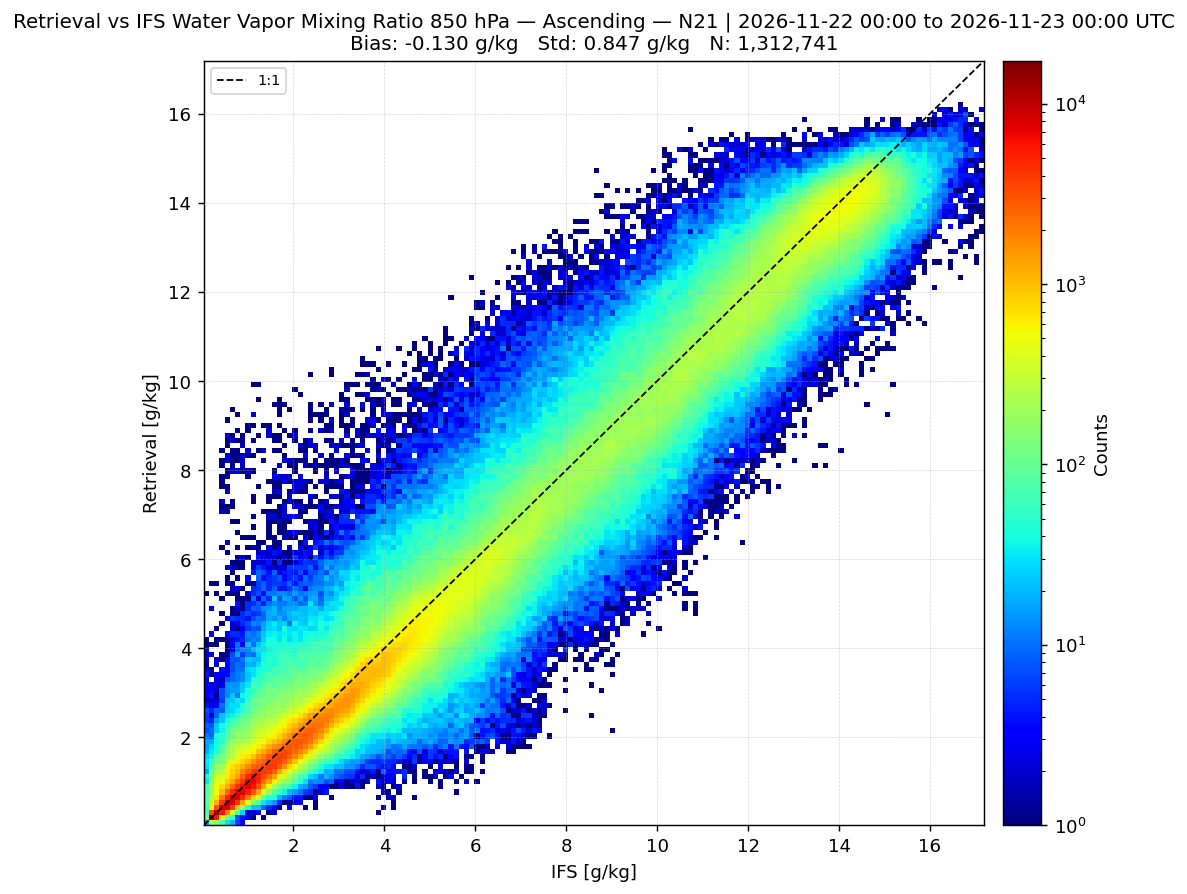 Retrieval vs IFS Water Vapor Mixing Ratio 850 hPa — Ascending — N21 | 2026-11-22 00:00 to 2026-11-23 00:00 UTC
Bias: -0.130 g/kg   Std: 0.847 g/kg   N: 1,312,741
1:1
16
14
12
10
8
6
4
2
Retrieval [g/kg]
2 4 6 8 10 12 14 16
IFS [g/kg]
10⁴
10³
10²
10¹
10⁰
Counts